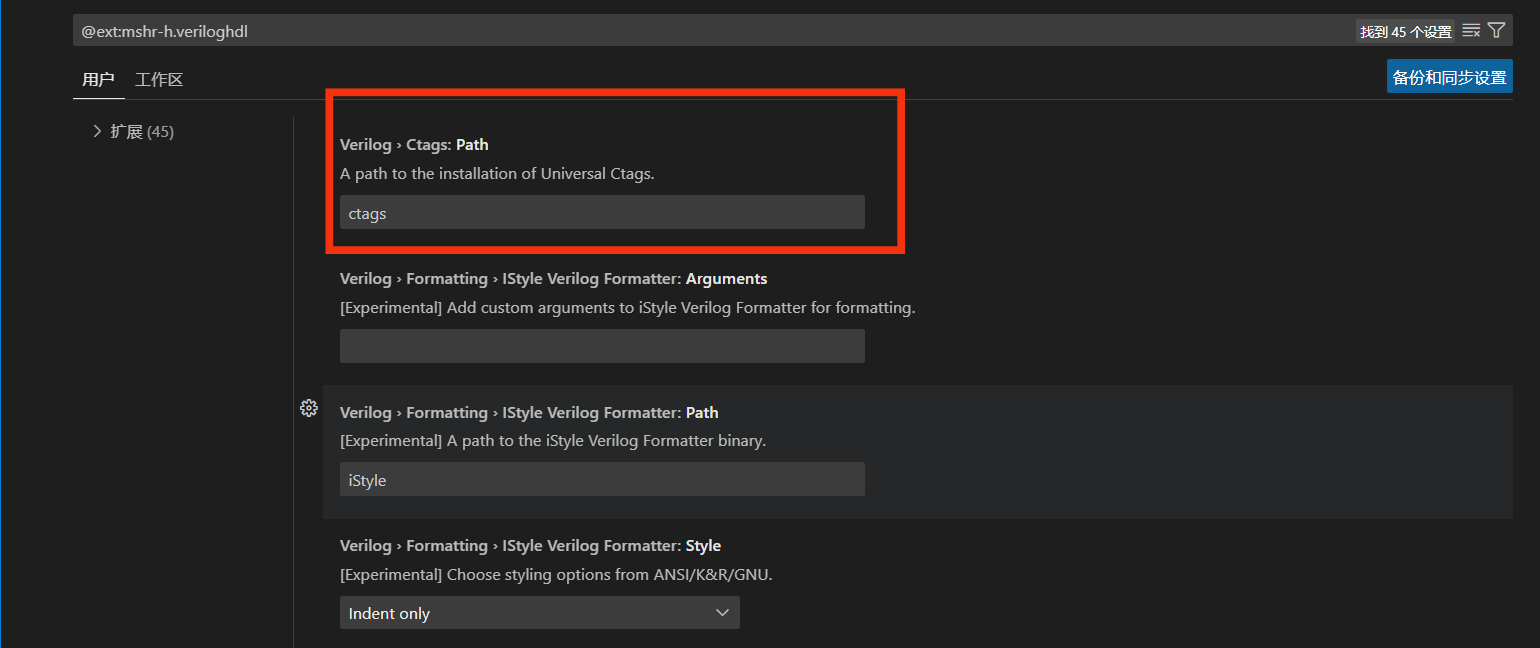 @ext:mshr-h.veriloghdl
找到 45 个设置
用户 工作区
备份和同步设置
扩展 (45)
Verilog › Ctags: Path
A path to the installation of Universal Ctags.
ctags
Verilog › Formatting › IStyle Verilog Formatter: Arguments
[Experimental] Add custom arguments to iStyle Verilog Formatter for formatting.
Verilog › Formatting › IStyle Verilog Formatter: Path
[Experimental] A path to the iStyle Verilog Formatter binary.
iStyle
Verilog › Formatting › IStyle Verilog Formatter: Style
[Experimental] Choose styling options from ANSI/K&R/GNU.
Indent only